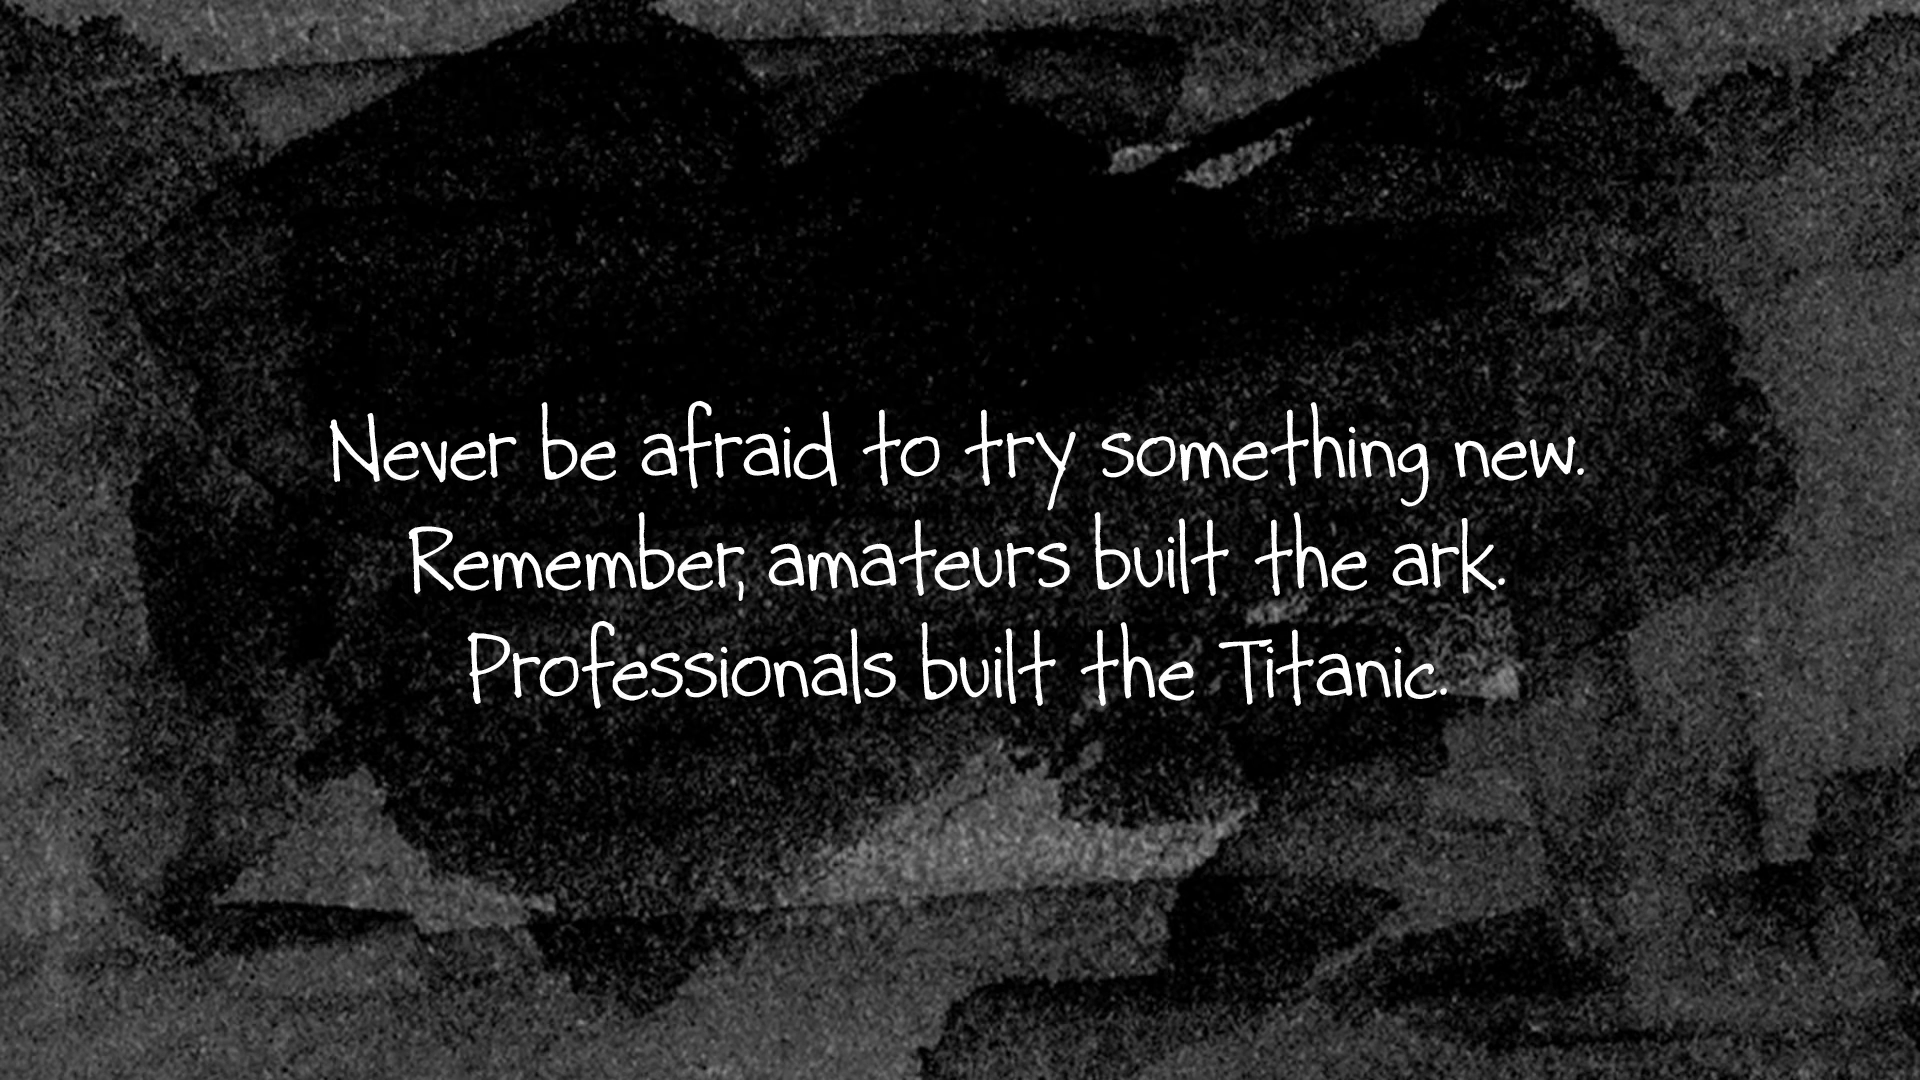 Never be afraid to try something new.
Remember, amateurs built the ark.
Professionals built the Titanic.